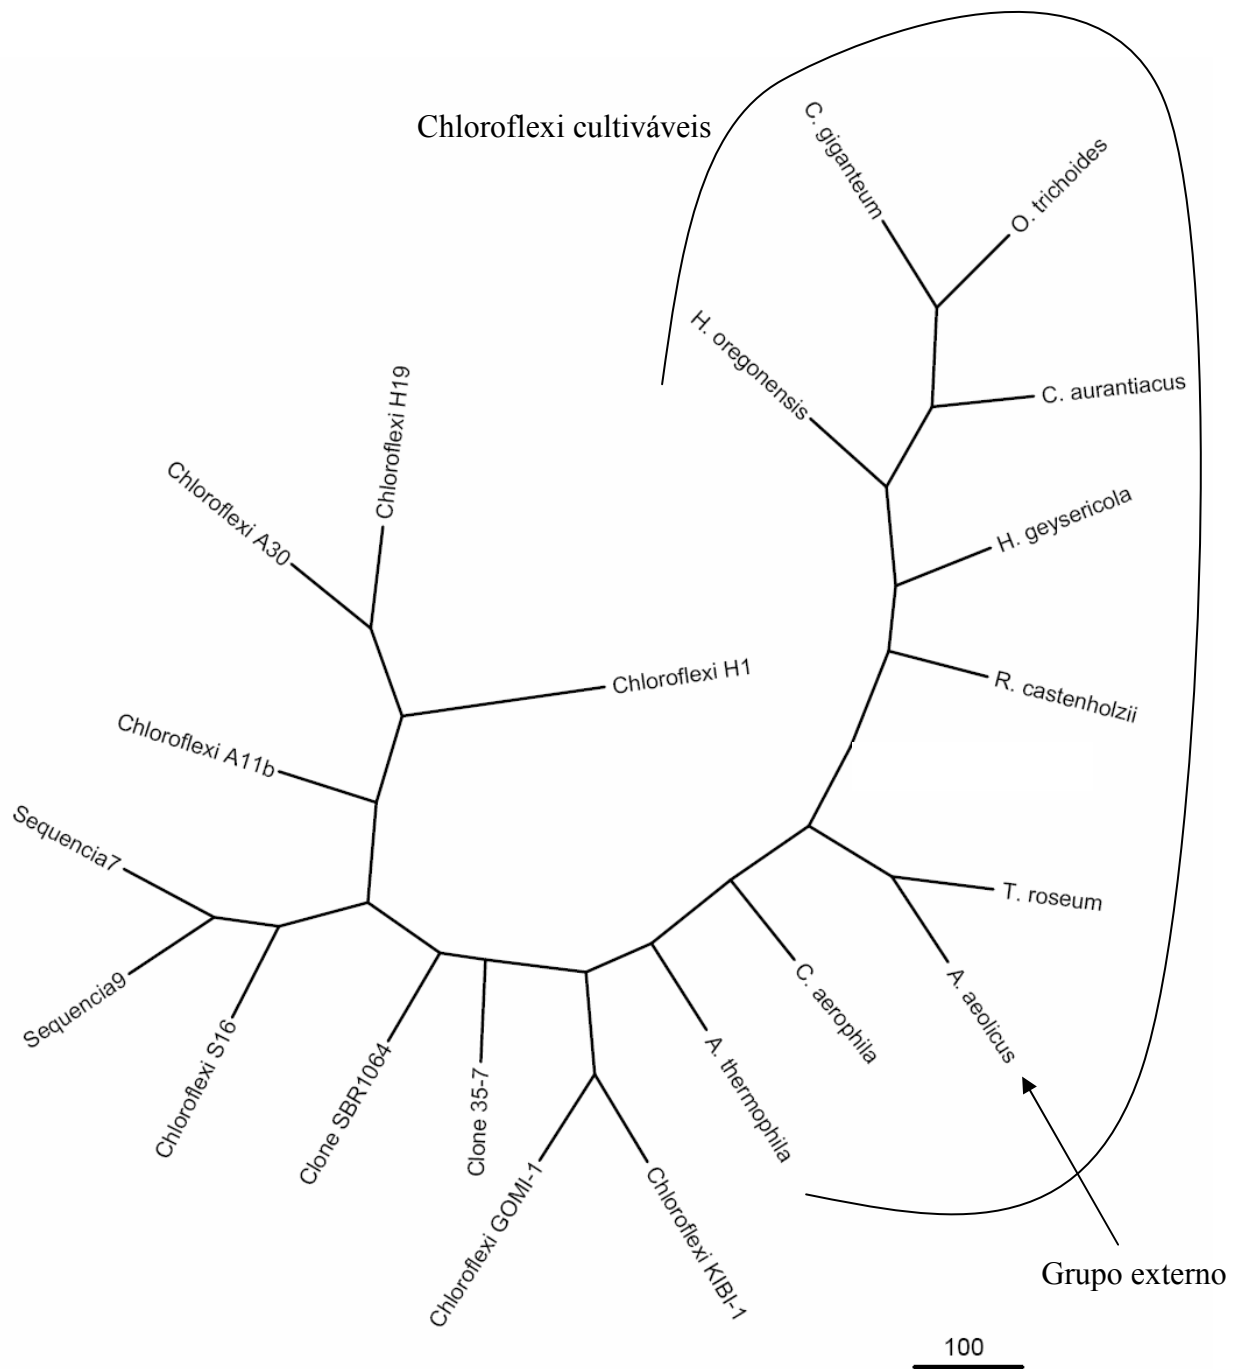 Chloroflexi cultiváveis
C. giganteum
O. trichoides
H. oregonensis
C. aurantiacus
Chloroflexi H19
Chloroflexi A30
H. geysericola
Chloroflexi H1
R. castenholzii
Chloroflexi A11b
Sequencia7
T. roseum
Sequencia9
C. aerophila
A. aeolicus
Chloroflexi S16
Clone SBR1064
Clone 35-7
A. thermophila
Chloroflexi GOMI-1
Chloroflexi KIBI-1
Grupo externo
100